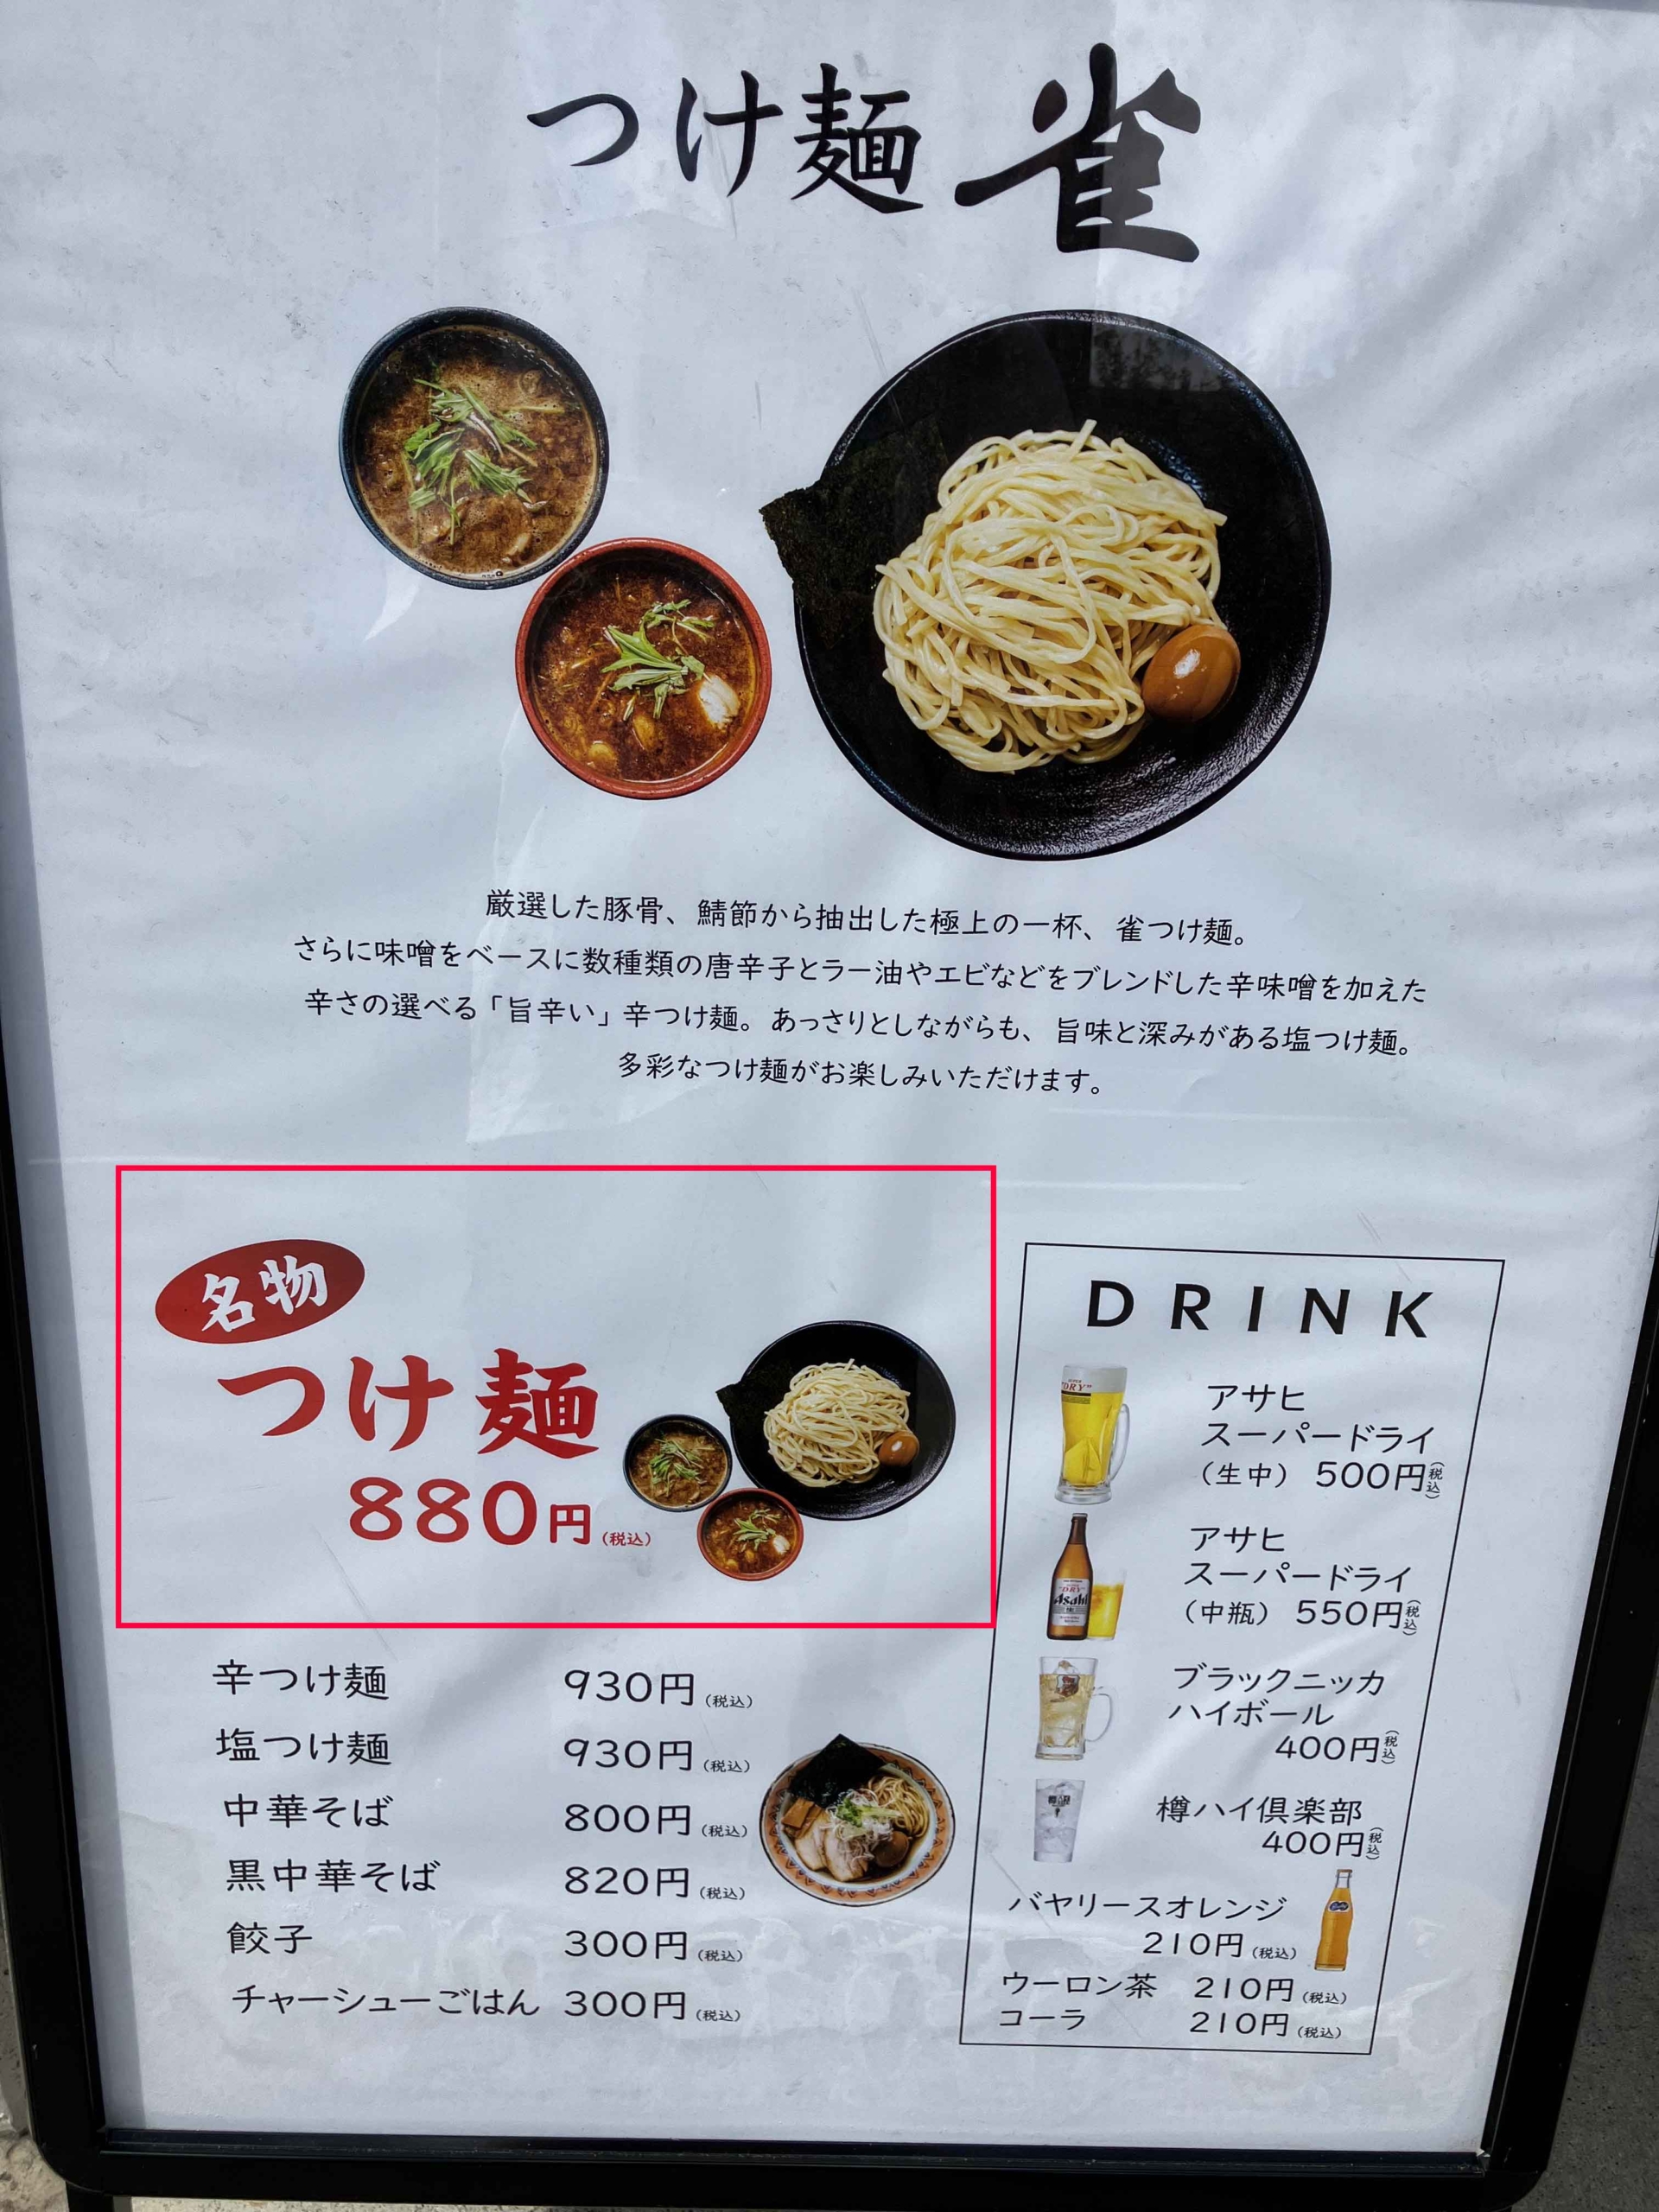 つけ麺 雀
厳選した豚骨、鯖節から抽出した極上の一杯、雀つけ麺。
さらに味噌をベースに数種類の唐辛子とラー油やエビなどをブレンドした辛味噌を加えた
辛さの選べる「旨辛い」辛つけ麺。あっさりとしながらも、旨味と深みがある塩つけ麺。
多彩なつけ麺がお楽しみいただけます。
名物
つけ麺
880円(税込)
辛つけ麺 930円(税込)
塩つけ麺 930円(税込)
中華そば 800円(税込)
黒中華そば 820円(税込)
餃子 300円(税込)
チャーシューごはん 300円(税込)
DRINK
アサヒ
スーパードライ
(生中) 500円(税込)
アサヒ
スーパードライ
(中瓶) 550円(税込)
ブラックニッカ
ハイボール
400円(税込)
樽ハイ倶楽部
400円(税込)
バヤリースオレンジ
210円(税込)
ウーロン茶 210円(税込)
コーラ 210円(税込)
"DRY"
Asahi